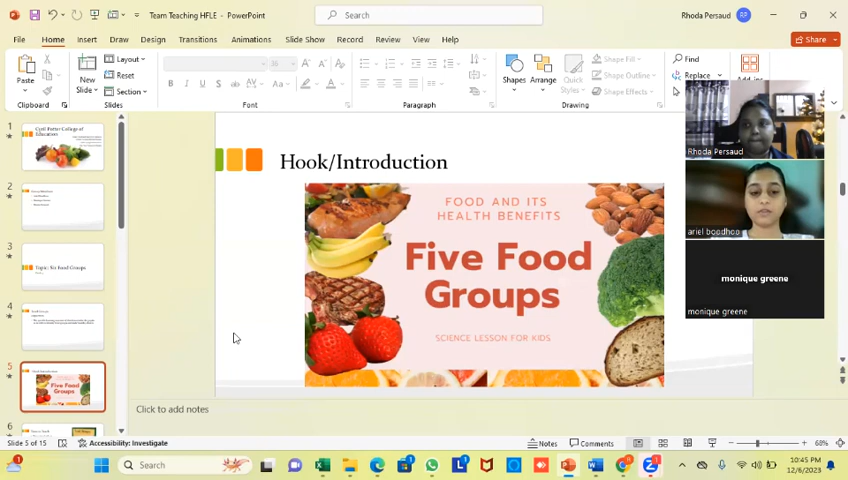 Team Teaching HFLE - PowerPoint
Search
Rhoda Persaud
RP
File
Home
Insert
Draw
Design
Transitions
Animations
Slide Show
Record
Review
View
Help
Share
Paste
Clipboard
New
Slide
Layout
Reset
Section
Slides
Font
Paragraph
Shapes
Arrange
Quick
Styles
Shape Fill
Shape Outline
Shape Effects
Drawing
Find
Replace
1
Cyril Potter College of
Education
2
3
Topic: Six Food Groups
4
5
Five Food
Groups
6
Hook/Introduction
FOOD AND ITS
HEALTH BENEFITS
Five Food
Groups
SCIENCE LESSON FOR KIDS
Rhoda Persaud
ariel boodhoo
monique greene
monique greene
Click to add notes
Slide 5 of 15
Accessibility: Investigate
Notes
Comments
68%
1
Search
10:45 PM
12/6/2023